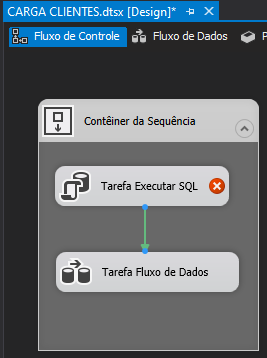 CARGA CLIENTES.dtsx [Design]*
Fluxo de Controle Fluxo de Dados P
Contêiner da Sequência
Tarefa Executar SQL
Tarefa Fluxo de Dados